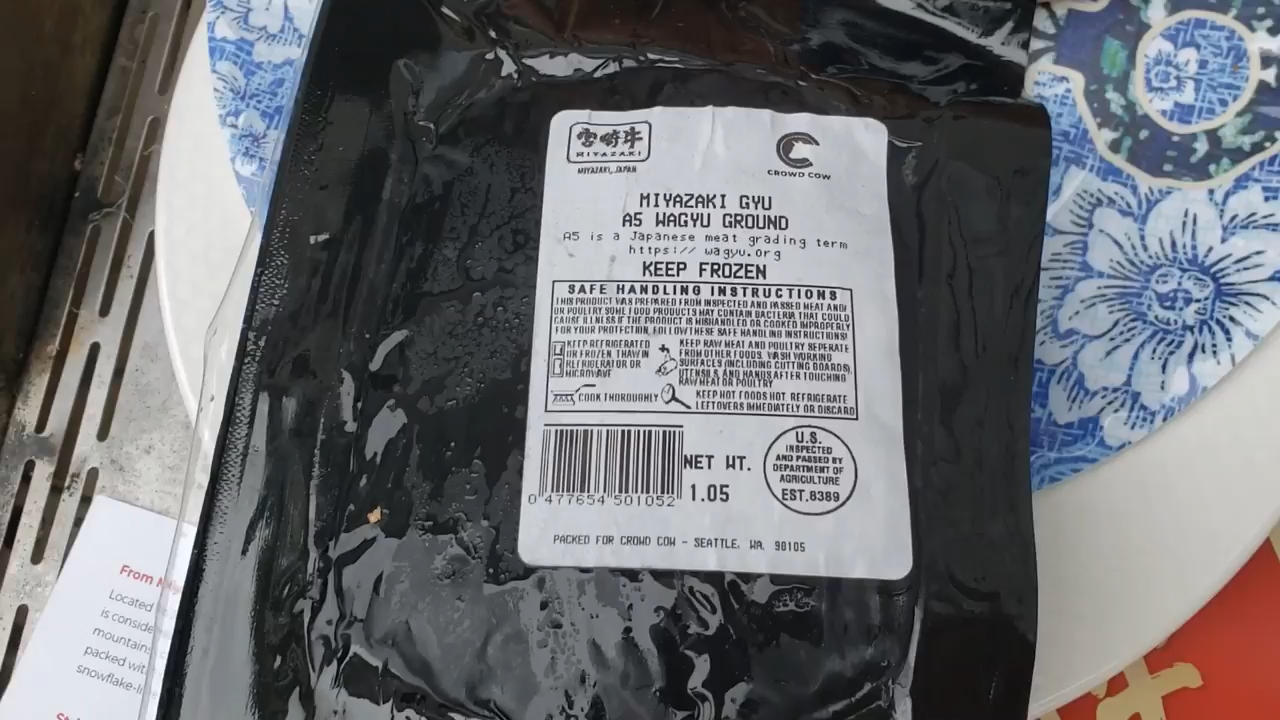 宮崎牛
MIYAZAKI
MIYAZAKI, JAPAN
CROWD COW
MIYAZAKI GYU
A5 WAGYU GROUND
A5 is a Japanese meat grading term
https:// wagyu.org
KEEP FROZEN
SAFE HANDLING INSTRUCTIONS
THIS PRODUCT WAS PREPARED FROM INSPECTED AND PASSED MEAT AND/
OR POULTRY. SOME FOOD PRODUCTS MAY CONTAIN BACTERIA THAT COULD
CAUSE ILLNESS IF THE PRODUCT IS MISHANDLED OR COOKED IMPROPERLY
FOR YOUR PROTECTION, FOLLOW THESE SAFE HANDLING INSTRUCTIONS!
KEEP REFRIGERATED
OR FROZEN. THAW IN
REFRIGERATOR OR
MICROWAVE
KEEP RAW MEAT AND POULTRY SEPERATE
FROM OTHER FOODS. WASH WORKING
SURFACES (INCLUDING CUTTING BOARDS),
UTENSILS AND HANDS AFTER TOUCHING
RAW MEAT OR POULTRY
COOK THOROUGHLY
KEEP HOT FOODS HOT. REFRIGERATE
LEFTOVERS IMMEDIATELY OR DISCARD
0 477654 501052
NET WT.
1.05
U.S.
INSPECTED
AND PASSED BY
DEPARTMENT OF
AGRICULTURE
EST.8389
PACKED FOR CROWD COW - SEATTLE, WA, 98105
From
Located
is conside
mountain
packed wit
snowflake-li